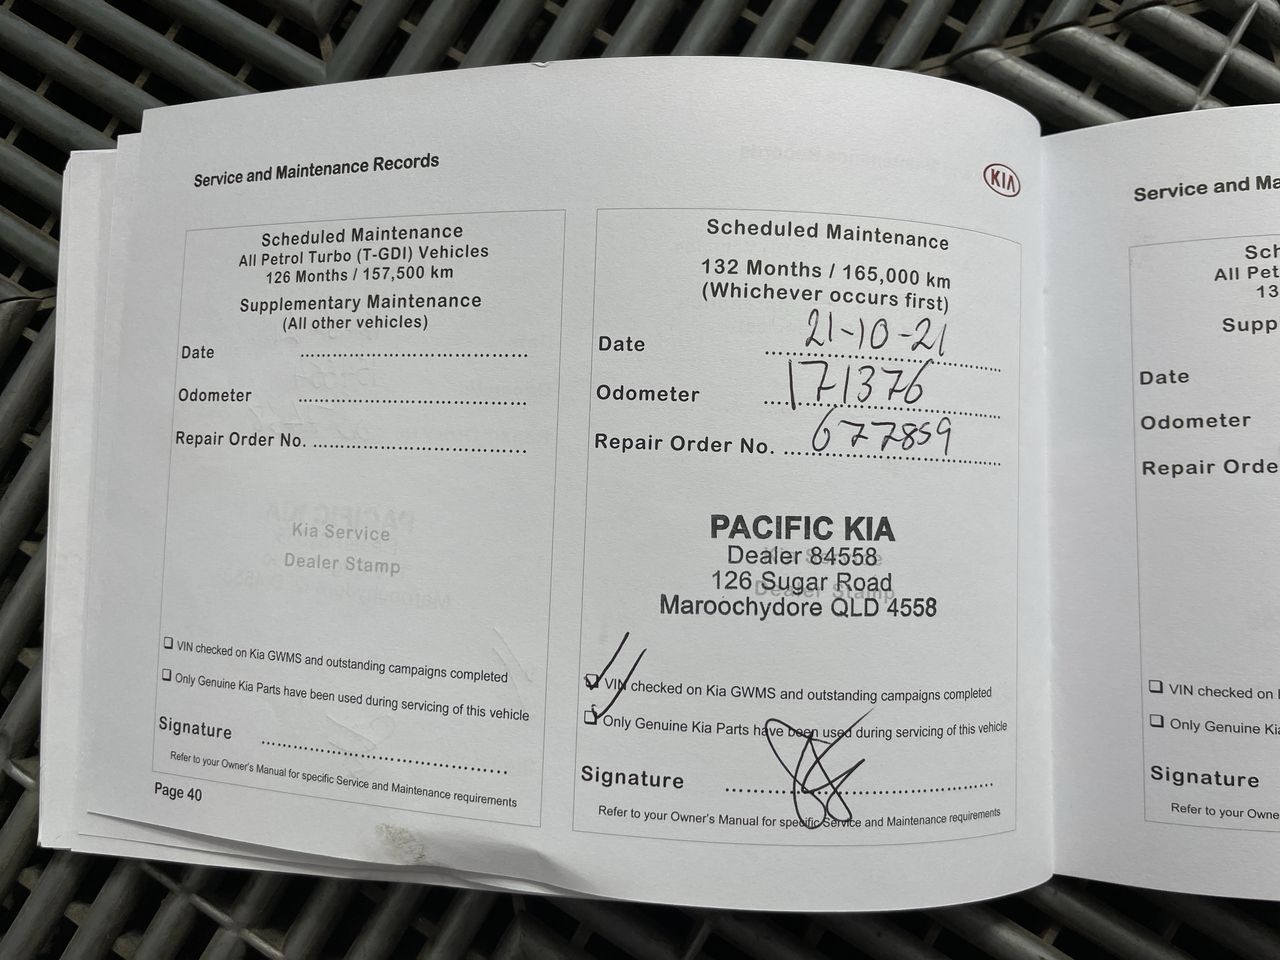 Service and Maintenance Records
KIA
Scheduled Maintenance
All Petrol Turbo (T-GDI) Vehicles
126 Months / 157,500 km
Supplementary Maintenance
(All other vehicles)
Date
Odometer
Repair Order No.
Kia Service
Dealer Stamp
❑ VIN checked on Kia GWMS and outstanding campaigns completed
❑ Only Genuine Kia Parts have been used during servicing of this vehicle
Signature
Refer to your Owner's Manual for specific Service and Maintenance requirements
Page 40
Scheduled Maintenance
132 Months / 165,000 km
(Whichever occurs first)
Date 21-10-21
Odometer 171376
Repair Order No. 677859
PACIFIC KIA
Dealer 84558
126 Sugar Road
Maroochydore QLD 4558
VIN checked on Kia GWMS and outstanding campaigns completed
Only Genuine Kia Parts have been used during servicing of this vehicle
Signature
Refer to your Owner's Manual for specific Service and Maintenance requirements
Service and Ma
Sch
All Pet
13
Supp
Date
Odometer
Repair Orde
❑ VIN checked on
❑ Only Genuine Kia
Signature
Refer to your Owne